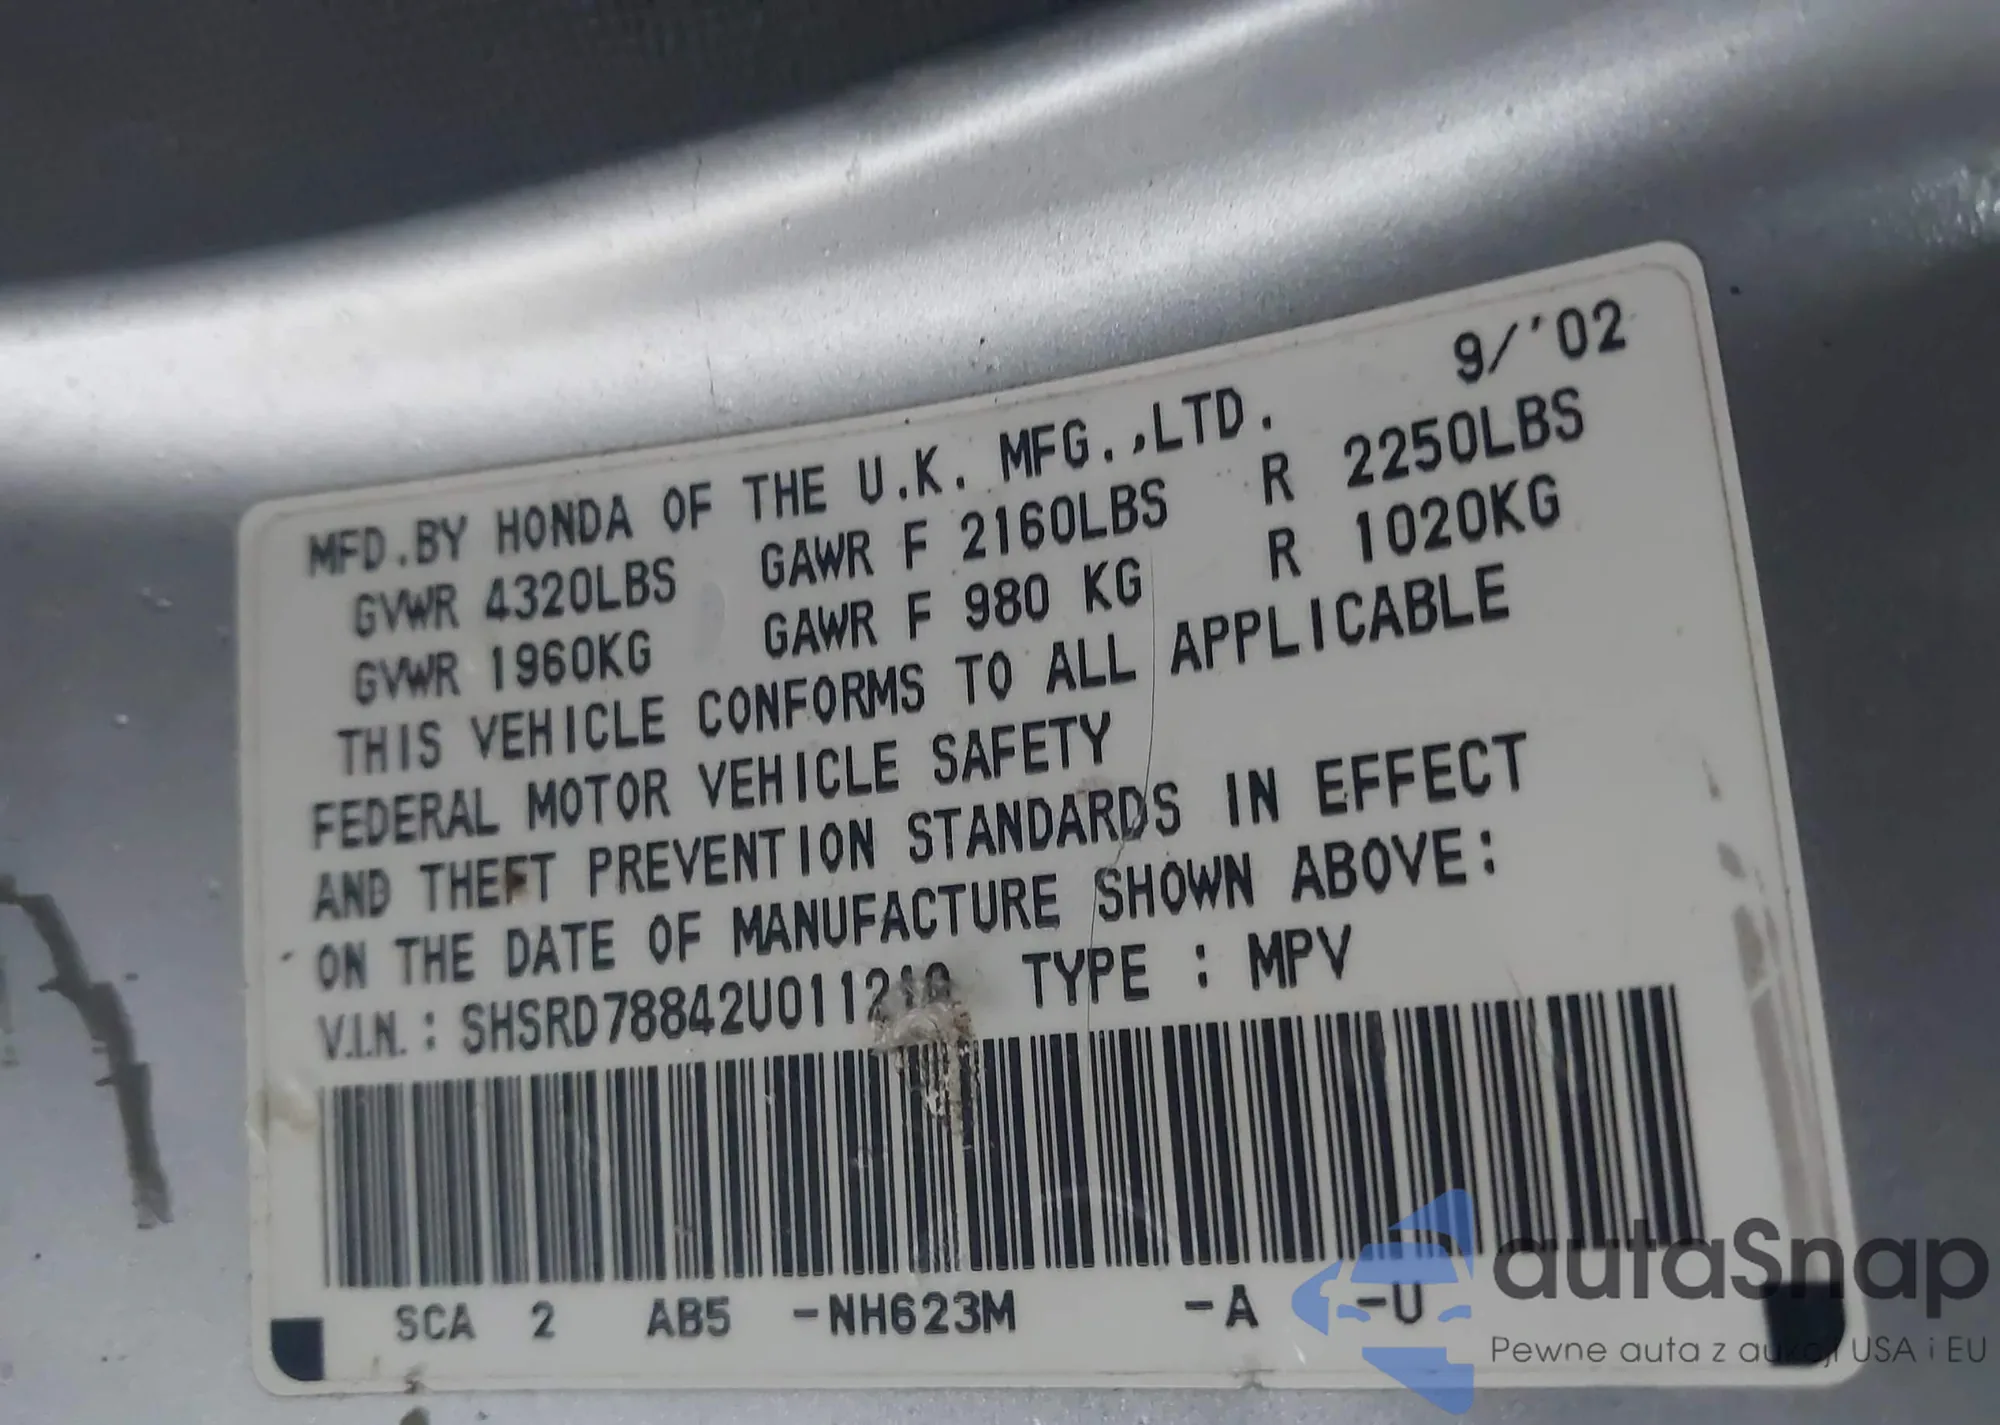 9/'02
MFD.BY HONDA OF THE U.K. MFG.,LTD.
GVWR 4320LBS GAWR F 2160LBS R 2250LBS
GVWR 1960KG GAWR F 980 KG R 1020KG
THIS VEHICLE CONFORMS TO ALL APPLICABLE
FEDERAL MOTOR VEHICLE SAFETY
AND THEFT PREVENTION STANDARDS IN EFFECT
ON THE DATE OF MANUFACTURE SHOWN ABOVE:
V.I.N.: SHSRD78842U011210 TYPE : MPV
SCA 2 AB5 -NH623M -A -U
autaSnap
Pewne auta z aukcji USA i EU